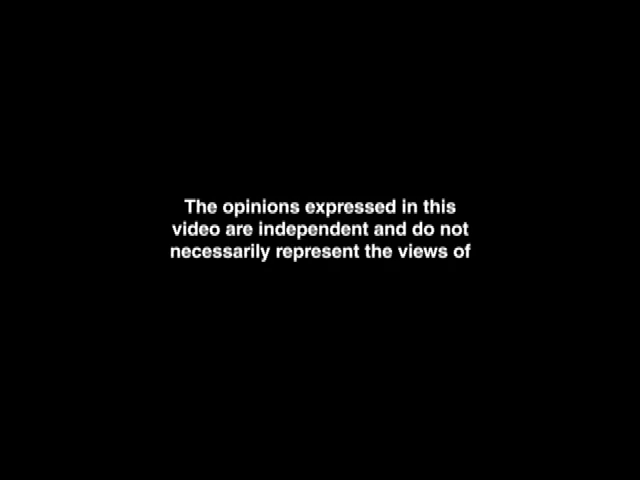 The opinions expressed in this
video are independent and do not
necessarily represent the views of